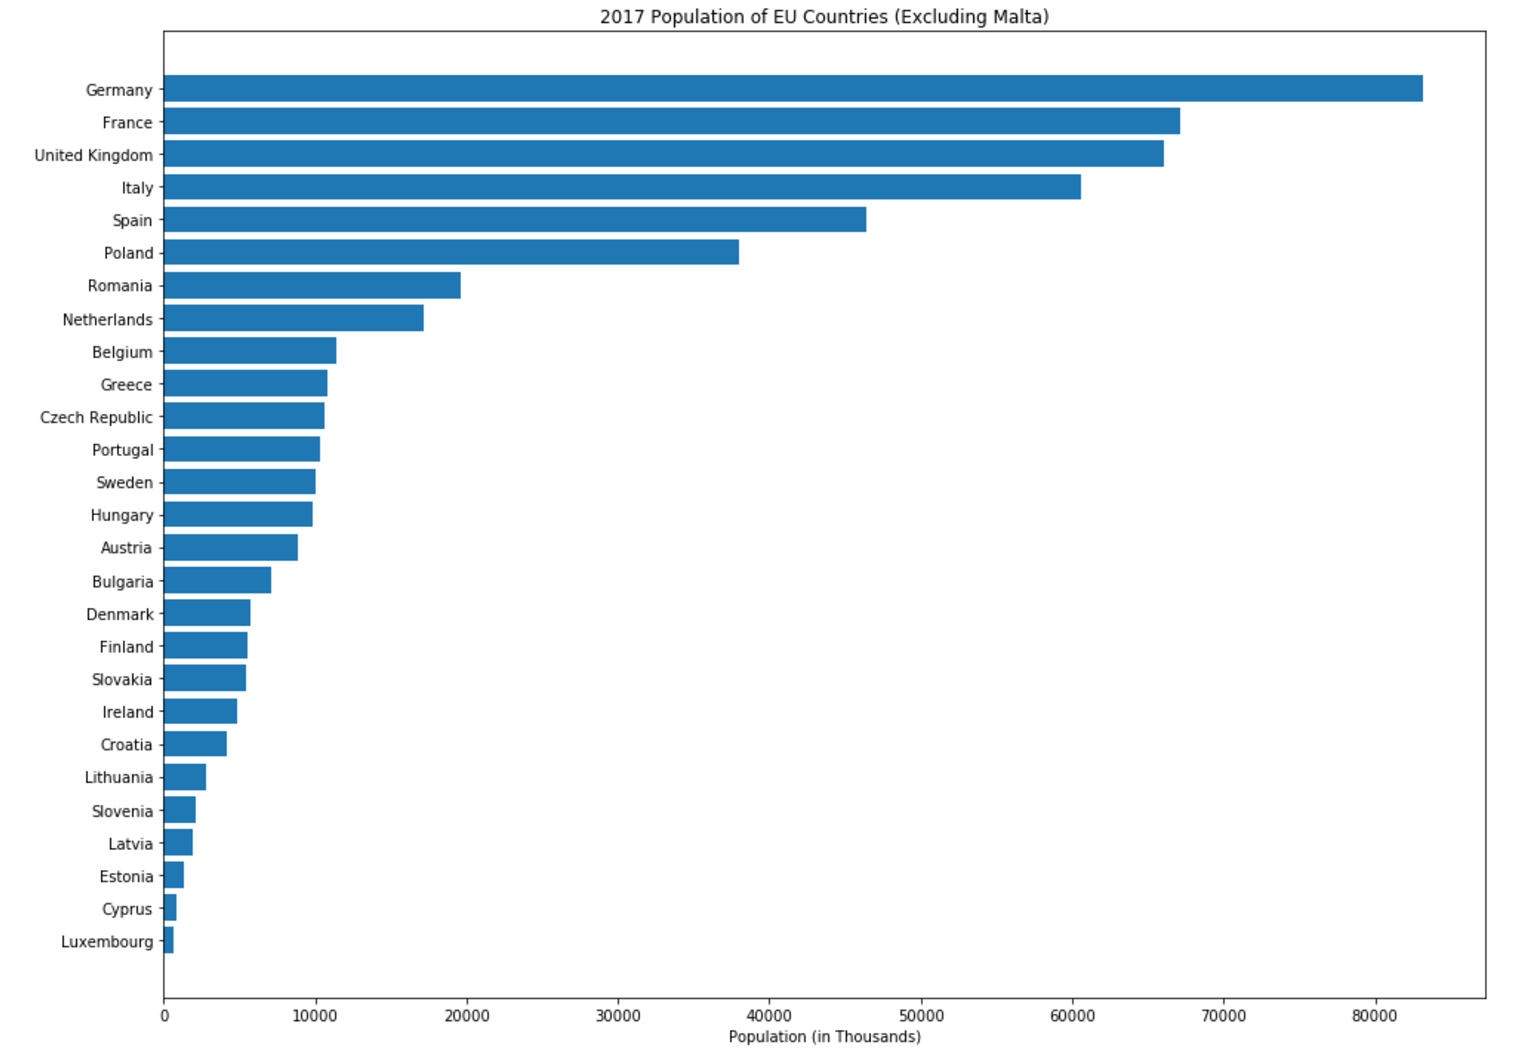 2017 Population of EU Countries (Excluding Malta)
Germany
France
United Kingdom
Italy
Spain
Poland
Romania
Netherlands
Belgium
Greece
Czech Republic
Portugal
Sweden
Hungary
Austria
Bulgaria
Denmark
Finland
Slovakia
Ireland
Croatia
Lithuania
Slovenia
Latvia
Estonia
Cyprus
Luxembourg
0 10000 20000 30000 40000 50000 60000 70000 80000
Population (in Thousands)